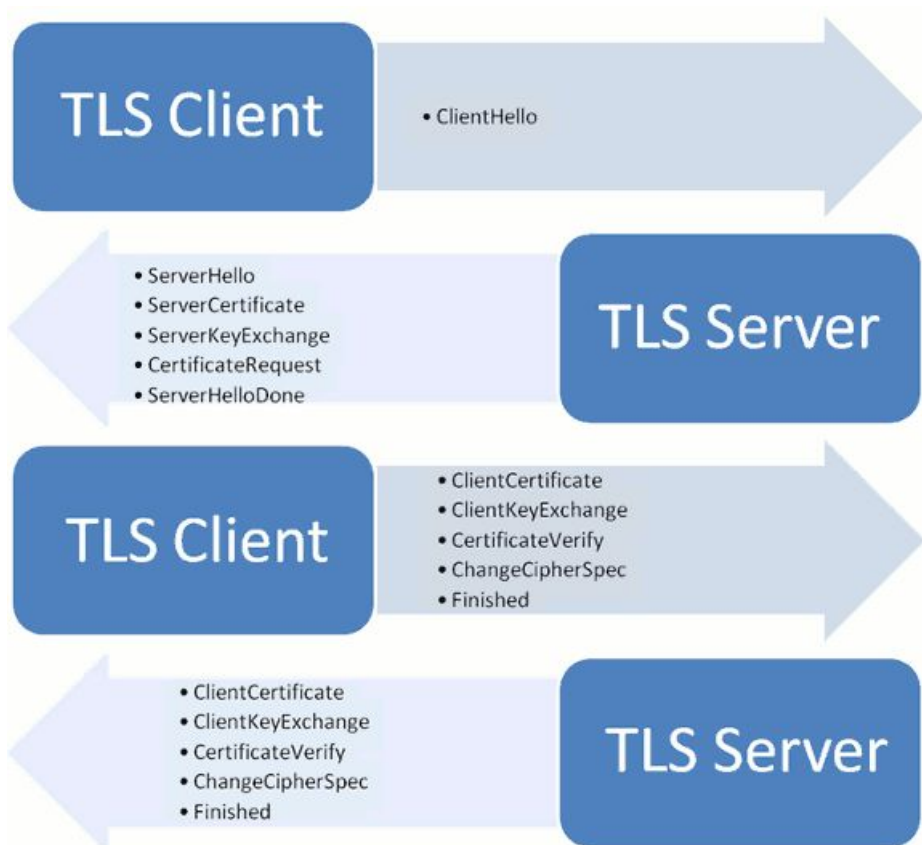 TLS Client
• ClientHello
• ServerHello
• ServerCertificate
• ServerKeyExchange
• CertificateRequest
• ServerHelloDone
TLS Server
TLS Client
• ClientCertificate
• ClientKeyExchange
• CertificateVerify
• ChangeCipherSpec
• Finished
• ClientCertificate
• ClientKeyExchange
• CertificateVerify
• ChangeCipherSpec
• Finished
TLS Server